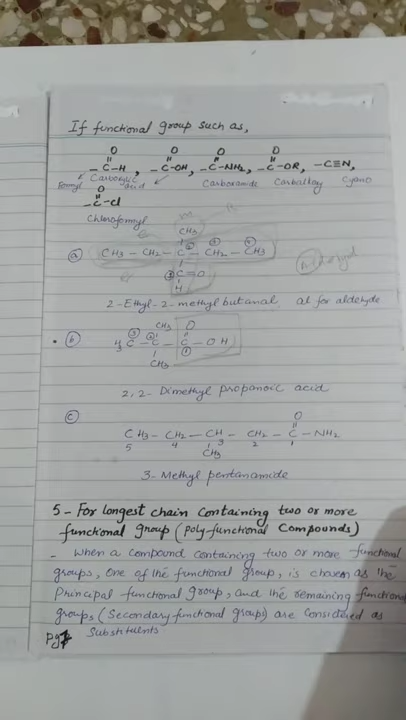 If functional group such as,
O O O O
-C-H, -C-OH, -C-NH2, -C-OR, -C≡N,
Formyl Carboxylic acid Carboxamide Carbalkoxy Cyano
O
-C-Cl
Chloroformyl
CH3
(a) CH3 - CH2 - C - CH2 - CH3 Aldehyd
C=O
H
2-Ethyl-2-methyl butanal al for aldehyde
CH3 O
(b) H3C - C - C - OH
CH3
2,2- Dimethyl propanoic acid
(c)
O
CH3 - CH2 - CH - CH2 - C - NH2
5 4 3 2 1
CH3
3- Methyl pentanamide
5- For longest chain containing two or more
functional group (poly-functional Compounds)
- When a compound containing two or more functional
groups, one of the functional group, is chosen as the
Principal functional group, and the remaining function
groups (Secondary functional groups) are considered as
Substituents